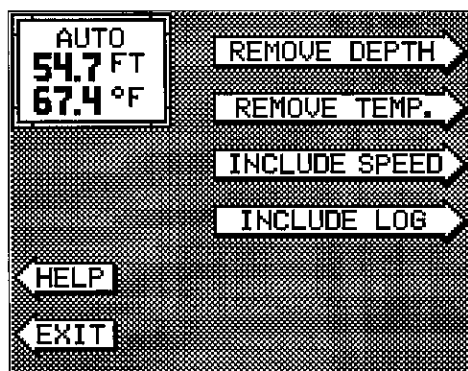 AUTO
54.7 FT
67.4 °F
REMOVE DEPTH
REMOVE TEMP.
INCLUDE SPEED
INCLUDE LOG
HELP
EXIT